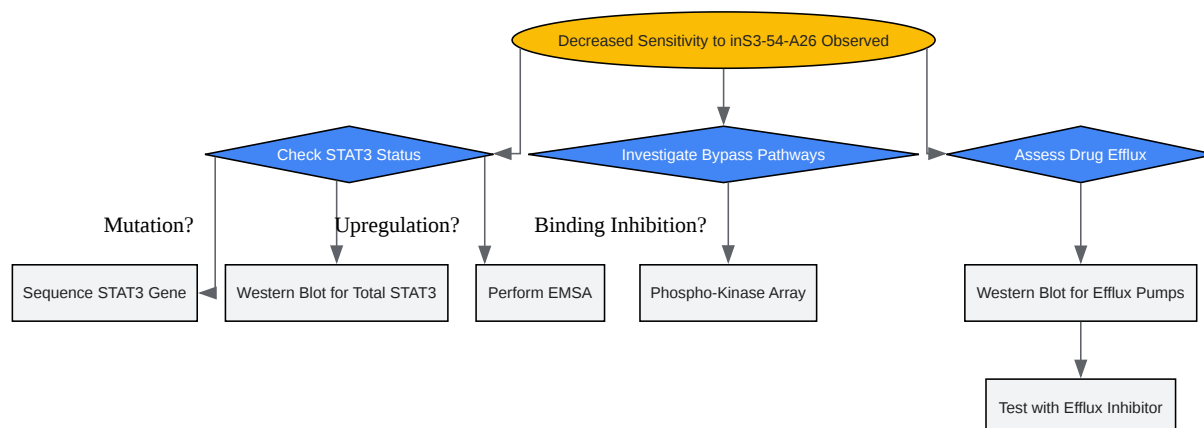 Decreased Sensitivity to inS3-54-A26 Observed
Check STAT3 Status
Investigate Bypass Pathways
Assess Drug Efflux
Mutation?
Upregulation?
Binding Inhibition?
Sequence STAT3 Gene
Western Blot for Total STAT3
Perform EMSA
Phospho-Kinase Array
Western Blot for Efflux Pumps
Test with Efflux Inhibitor